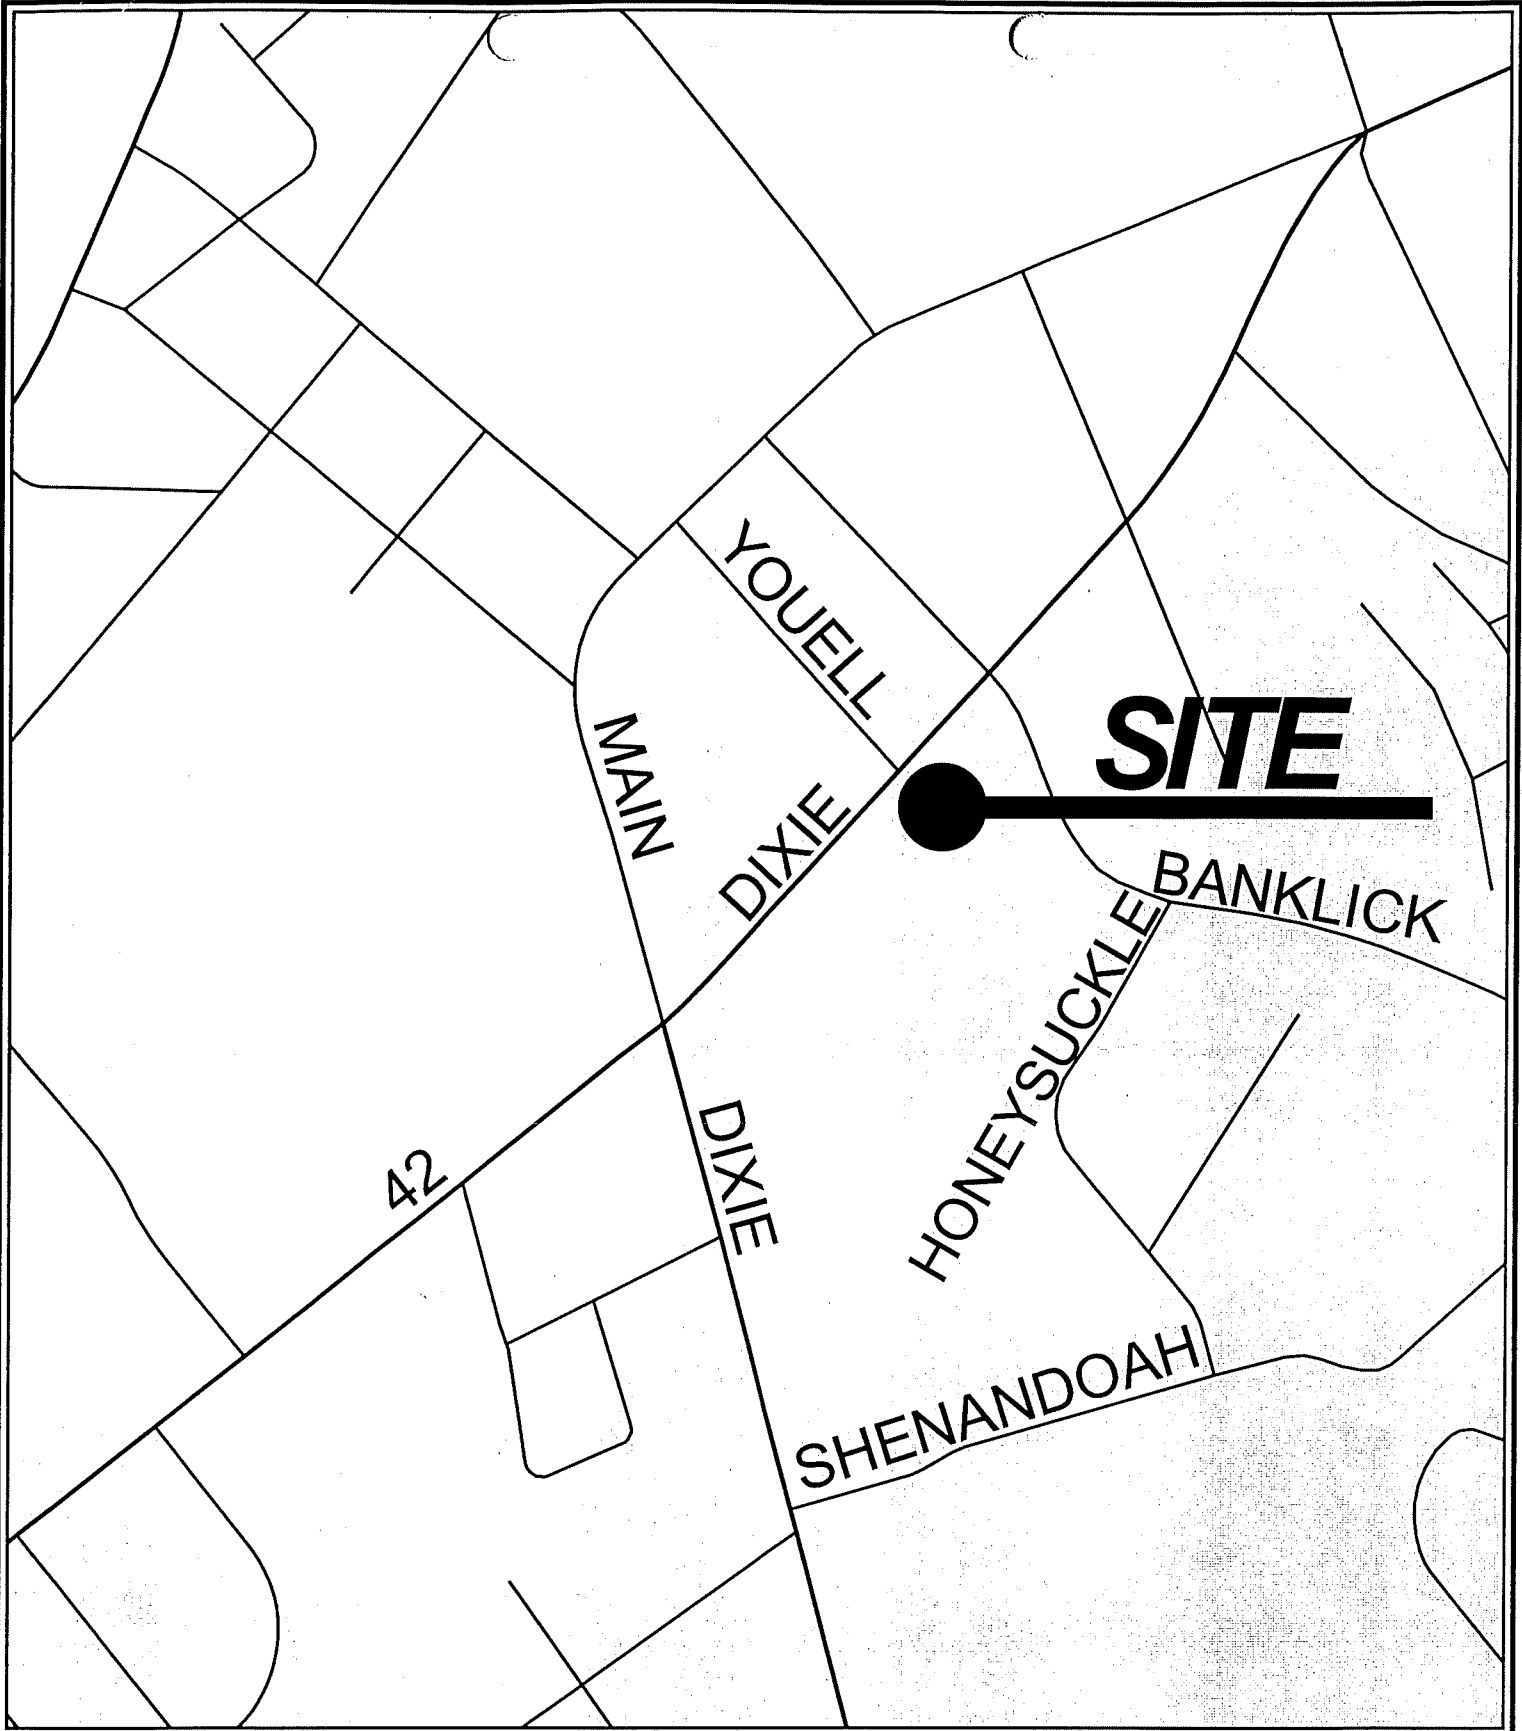 YOUELL
SITE
MAIN
DIXIE
BANKLICK
HONEYSUCKLE
DIXIE
42
SHENANDOAH